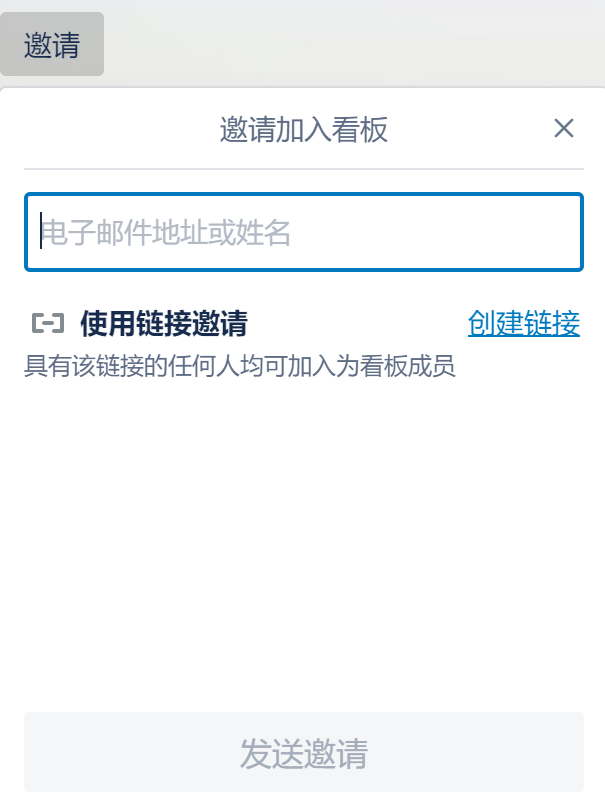 邀请
邀请加入看板
电子邮件地址或姓名
使用链接邀请 创建链接
具有该链接的任何人均可加入为看板成员
发送邀请